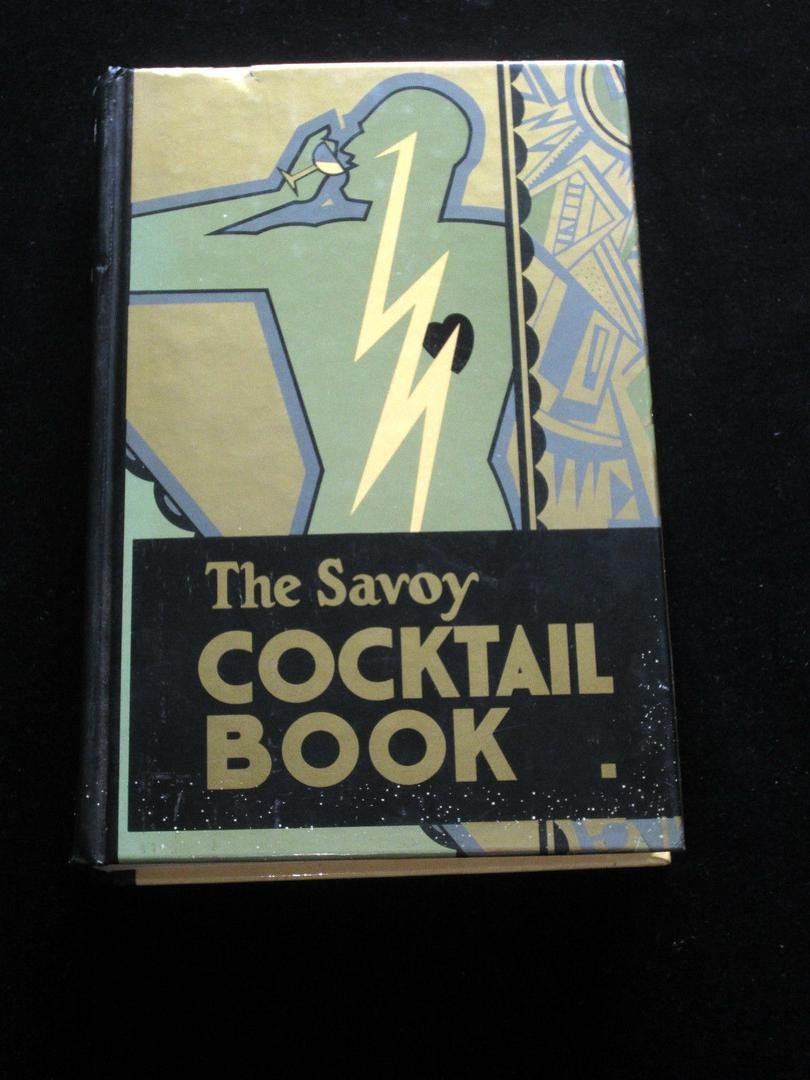 The Savoy
COCKTAIL
BOOK .